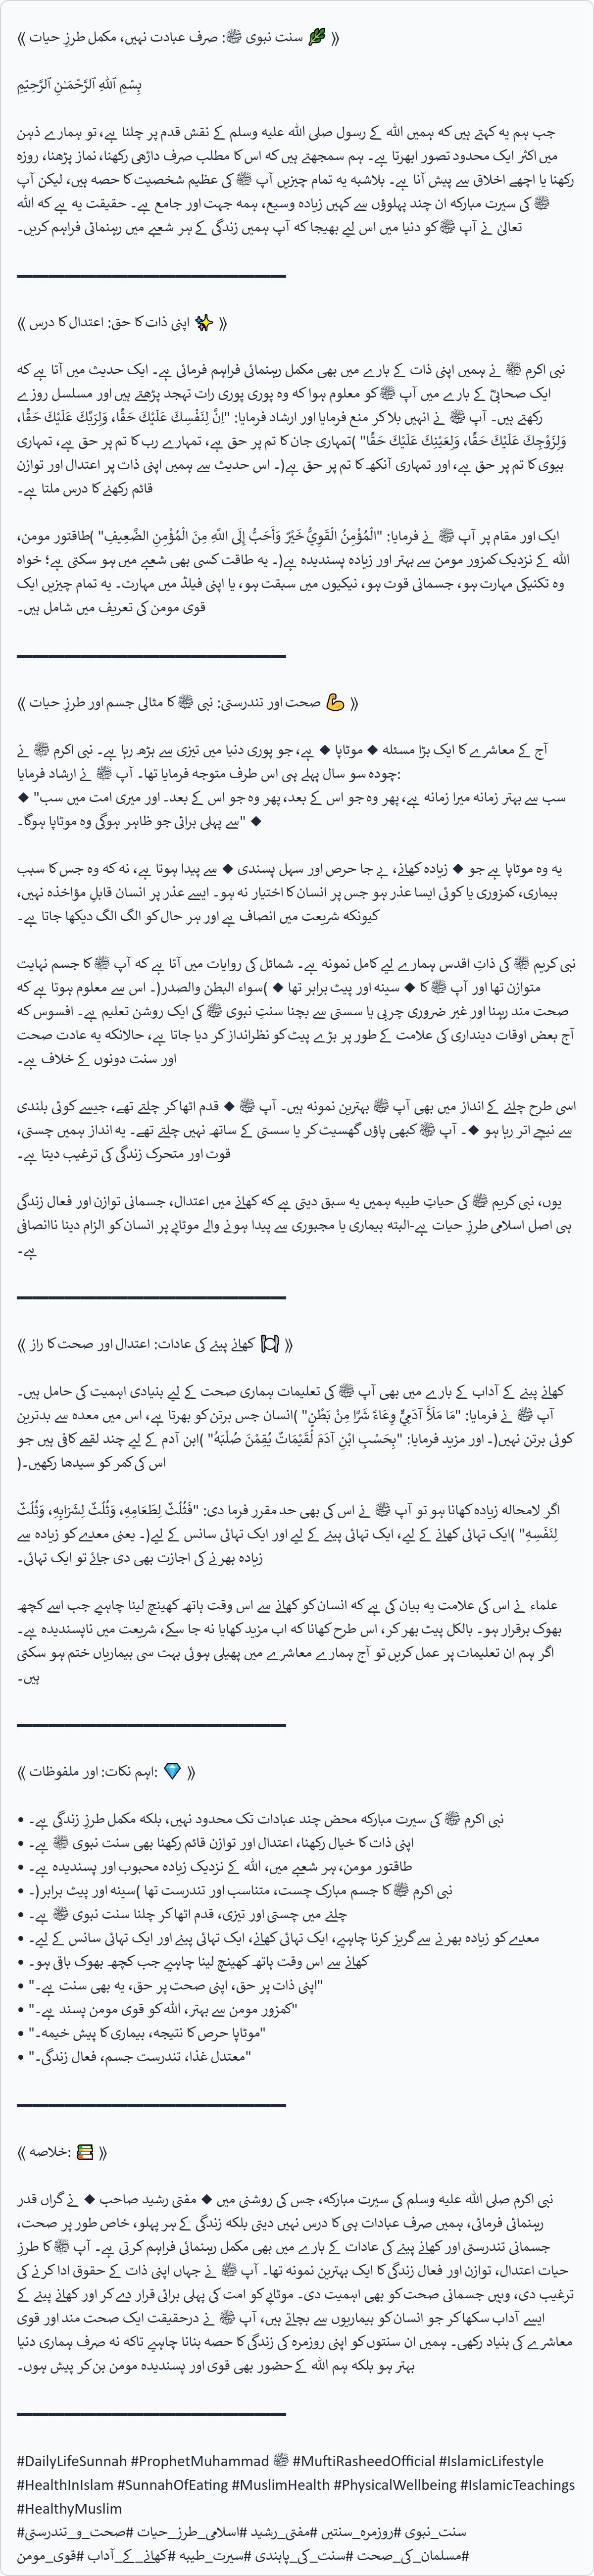 《 🌿 سنت نبوی ﷺ: صرف عبادت نہیں، مکمل طرزِ حیات 》
بِسْمِ ٱللهِ ٱلرَّحْمَـٰنِ ٱلرَّحِيْمِ
جب ہم یہ کہتے ہیں کہ ہمیں اللہ کے رسول صلی اللہ علیہ وسلم کے نقش قدم پر چلنا ہے، تو ہمارے ذہن
میں اکثر ایک محدود تصور ابھرتا ہے۔ ہم سمجھتے ہیں کہ اس کا مطلب صرف داڑھی رکھنا، نماز پڑھنا، روزہ
رکھنا یا اچھے اخلاق سے پیش آنا ہے۔ بلاشبہ یہ تمام چیزیں آپ ﷺ کی عظیم شخصیت کا حصہ ہیں، لیکن آپ
ﷺ کی سیرت مبارکہ ان چند پہلوؤں سے کہیں زیادہ وسیع، ہمہ جہت اور جامع ہے۔ حقیقت یہ ہے کہ اللہ
تعالیٰ نے آپ ﷺ کو دنیا میں اس لیے بھیجا کہ آپ ہمیں زندگی کے ہر شعبے میں رہنمائی فراہم کریں۔
《 ✨ اپنی ذات کا حق: اعتدال کا درس 》
نبی اکرم ﷺ نے ہمیں اپنی ذات کے بارے میں بھی مکمل رہنمائی فراہم فرمائی ہے۔ ایک حدیث میں آتا ہے کہ
ایک صحابیؓ کے بارے میں آپ ﷺ کو معلوم ہوا کہ وہ پوری پوری رات تہجد پڑھتے ہیں اور مسلسل روزے
رکھتے ہیں۔ آپ ﷺ نے انہیں بلا کر منع فرمایا اور ارشاد فرمایا: "اِنَّ لِنَفْسِكَ عَلَيْكَ حَقًّا، وَلِرَبِّكَ عَلَيْكَ حَقًّا،
وَلِزَوْجِكَ عَلَيْكَ حَقًّا، وَلِعَيْنِكَ عَلَيْكَ حَقًّا" )تمہاری جان کا تم پر حق ہے، تمہارے رب کا تم پر حق ہے، تمہاری
بیوی کا تم پر حق ہے، اور تمہاری آنکھ کا تم پر حق ہے(۔ اس حدیث سے ہمیں اپنی ذات پر اعتدال اور توازن
قائم رکھنے کا درس ملتا ہے۔
ایک اور مقام پر آپ ﷺ نے فرمایا: "الْمُؤْمِنُ الْقَوِيُّ خَيْرٌ وَأَحَبُّ إِلَى اللَّهِ مِنَ الْمُؤْمِنِ الضَّعِيفِ" )طاقتور مومن،
اللہ کے نزدیک کمزور مومن سے بہتر اور زیادہ پسندیدہ ہے(۔ یہ طاقت کسی بھی شعبے میں ہو سکتی ہے؛ خواہ
وہ تکنیکی مہارت ہو، جسمانی قوت ہو، نیکیوں میں سبقت ہو، یا اپنی فیلڈ میں مہارت۔ یہ تمام چیزیں ایک
قوی مومن کی تعریف میں شامل ہیں۔
《 💪 صحت اور تندرستی: نبی ﷺ کا مثالی جسم اور طرزِ حیات 》
آج کے معاشرے کا ایک بڑا مسئلہ ◆ موٹاپا ◆ ہے، جو پوری دنیا میں تیزی سے بڑھ رہا ہے۔ نبی اکرم ﷺ نے
چودہ سو سال پہلے ہی اس طرف متوجہ فرمایا تھا۔ آپ ﷺ نے ارشاد فرمایا:
◆ "سب سے بہتر زمانہ میرا زمانہ ہے، پھر وہ جو اس کے بعد، پھر وہ جو اس کے بعد۔ اور میری امت میں سب
سے پہلی برائی جو ظاہر ہوگی وہ موٹاپا ہوگا۔" ◆
یہ وہ موٹاپا ہے جو ◆ زیادہ کھانے، بے جا حرص اور سہل پسندی ◆ سے پیدا ہوتا ہے، نہ کہ وہ جس کا سبب
بیماری، کمزوری یا کوئی ایسا عذر ہو جس پر انسان کا اختیار نہ ہو۔ ایسے عذر پر انسان قابلِ مؤاخذہ نہیں،
کیونکہ شریعت میں انصاف ہے اور ہر حال کو الگ الگ دیکھا جاتا ہے۔
نبی کریم ﷺ کی ذاتِ اقدس ہمارے لیے کامل نمونہ ہے۔ شمائل کی روایات میں آتا ہے کہ آپ ﷺ کا جسم نہایت
متوازن تھا اور آپ ﷺ کا ◆ سینہ اور پیٹ برابر تھا ◆ )سواء البطن والصدر(۔ اس سے معلوم ہوتا ہے کہ
صحت مند رہنا اور غیر ضروری چربی یا سستی سے بچنا سنتِ نبوی ﷺ کی ایک روشن تعلیم ہے۔ افسوس کہ
آج بعض اوقات دینداری کی علامت کے طور پر بڑے پیٹ کو نظرانداز کر دیا جاتا ہے، حالانکہ یہ عادت صحت
اور سنت دونوں کے خلاف ہے۔
اسی طرح چلنے کے انداز میں بھی آپ ﷺ بہترین نمونہ ہیں۔ آپ ﷺ ◆ قدم اٹھا کر چلتے تھے، جیسے کوئی بلندی
سے نیچے اتر رہا ہو ◆۔ آپ ﷺ کبھی پاؤں گھسیٹ کر یا سستی کے ساتھ نہیں چلتے تھے۔ یہ انداز ہمیں چستی،
قوت اور متحرک زندگی کی ترغیب دیتا ہے۔
یوں، نبی کریم ﷺ کی حیاتِ طیبہ ہمیں یہ سبق دیتی ہے کہ کھانے میں اعتدال، جسمانی توازن اور فعال زندگی
ہی اصل اسلامی طرزِ حیات ہے-البتہ بیماری یا مجبوری سے پیدا ہونے والے موٹاپے پر انسان کو الزام دینا ناانصافی
ہے۔
《 🍽 کھانے پینے کی عادات: اعتدال اور صحت کا راز 》
کھانے پینے کے آداب کے بارے میں بھی آپ ﷺ کی تعلیمات ہماری صحت کے لیے بنیادی اہمیت کی حامل ہیں۔
آپ ﷺ نے فرمایا: "مَا مَلَأَ آدَمِيٌّ وِعَاءً شَرًّا مِنْ بَطْنٍ" )انسان جس برتن کو بھرتا ہے، اس میں معدہ سے بدترین
کوئی برتن نہیں(۔ اور مزید فرمایا: "بِحَسْبِ ابْنِ آدَمَ لُقَيْمَاتٌ يُقِمْنَ صُلْبَهُ" )ابن آدم کے لیے چند لقمے کافی ہیں جو
اس کی کمر کو سیدھا رکھیں۔(
اگر لامحالہ زیادہ کھانا ہو تو آپ ﷺ نے اس کی بھی حد مقرر فرما دی: "فَثُلُثٌ لِطَعَامِهِ، وَثُلُثٌ لِشَرَابِهِ، وَثُلُثٌ
لِنَفَسِهِ" )ایک تہائی کھانے کے لیے، ایک تہائی پینے کے لیے اور ایک تہائی سانس کے لیے(۔ یعنی معدے کو زیادہ سے
زیادہ بھرنے کی اجازت بھی دی جائے تو ایک تہائی۔
علماء نے اس کی علامت یہ بیان کی ہے کہ انسان کو کھانے سے اس وقت ہاتھ کھینچ لینا چاہیے جب اسے کچھ
بھوک برقرار ہو۔ بالکل پیٹ بھر کر، اس طرح کھانا کہ اب مزید کھایا نہ جا سکے، شریعت میں ناپسندیدہ ہے۔
اگر ہم ان تعلیمات پر عمل کریں تو آج ہمارے معاشرے میں پھیلی ہوئی بہت سی بیماریاں ختم ہو سکتی
ہیں۔
《 💎 :اہم نکات: اور ملفوظات 》
• نبی اکرم ﷺ کی سیرت مبارکہ محض چند عبادات تک محدود نہیں، بلکہ مکمل طرزِ زندگی ہے۔
• اپنی ذات کا خیال رکھنا، اعتدال اور توازن قائم رکھنا بھی سنت نبوی ﷺ ہے۔
• طاقتور مومن، ہر شعبے میں، اللہ کے نزدیک زیادہ محبوب اور پسندیدہ ہے۔
• نبی اکرم ﷺ کا جسم مبارک چست، متناسب اور تندرست تھا )سینہ اور پیٹ برابر(۔
• چلنے میں چستی اور تیزی، قدم اٹھا کر چلنا سنت نبوی ﷺ ہے۔
• معدے کو زیادہ بھرنے سے گریز کرنا چاہیے، ایک تہائی کھانے، ایک تہائی پینے اور ایک تہائی سانس کے لیے۔
• کھانے سے اس وقت ہاتھ کھینچ لینا چاہیے جب کچھ بھوک باقی ہو۔
• "اپنی ذات پر حق، اپنی صحت پر حق، یہ بھی سنت ہے۔"
• "کمزور مومن سے بہتر، اللہ کو قوی مومن پسند ہے۔"
• "موٹاپا حرص کا نتیجہ، بیماری کا پیش خیمہ۔"
• "معتدل غذا، تندرست جسم، فعال زندگی۔"
《 📚 :خلاصہ 》
نبی اکرم صلی اللہ علیہ وسلم کی سیرت مبارکہ، جس کی روشنی میں ◆ مفتی رشید صاحب ◆ نے گراں قدر
رہنمائی فرمائی، ہمیں صرف عبادات ہی کا درس نہیں دیتی بلکہ زندگی کے ہر پہلو، خاص طور پر صحت،
جسمانی تندرستی اور کھانے پینے کی عادات کے بارے میں بھی مکمل رہنمائی فراہم کرتی ہے۔ آپ ﷺ کا طرزِ
حیات اعتدال، توازن اور فعال زندگی کا ایک بہترین نمونہ تھا۔ آپ ﷺ نے جہاں اپنی ذات کے حقوق ادا کرنے کی
ترغیب دی، وہیں جسمانی صحت کو بھی اہمیت دی۔ موٹاپے کو امت کی پہلی برائی قرار دے کر اور کھانے پینے کے
ایسے آداب سکھا کر جو انسان کو بیماریوں سے بچاتے ہیں، آپ ﷺ نے درحقیقت ایک صحت مند اور قوی
معاشرے کی بنیاد رکھی۔ ہمیں ان سنتوں کو اپنی روزمرہ کی زندگی کا حصہ بنانا چاہیے تاکہ نہ صرف ہماری دنیا
بہتر ہو بلکہ ہم اللہ کے حضور بھی قوی اور پسندیدہ مومن بن کر پیش ہوں۔
#DailyLifeSunnah #ProphetMuhammad ﷺ #MuftiRasheedOfficial #IslamicLifestyle
#HealthInIslam #SunnahOfEating #MuslimHealth #PhysicalWellbeing #IslamicTeachings
#HealthyMuslim
#سنت_نبوی #روزمرہ_سنتیں #مفتی_رشید #اسلامی_طرز_حیات #صحت_و_تندرستی
#مسلمان_کی_صحت #سنت_کی_پابندی #سیرت_طیبہ #کھانے_کے_آداب #قوی_مومن